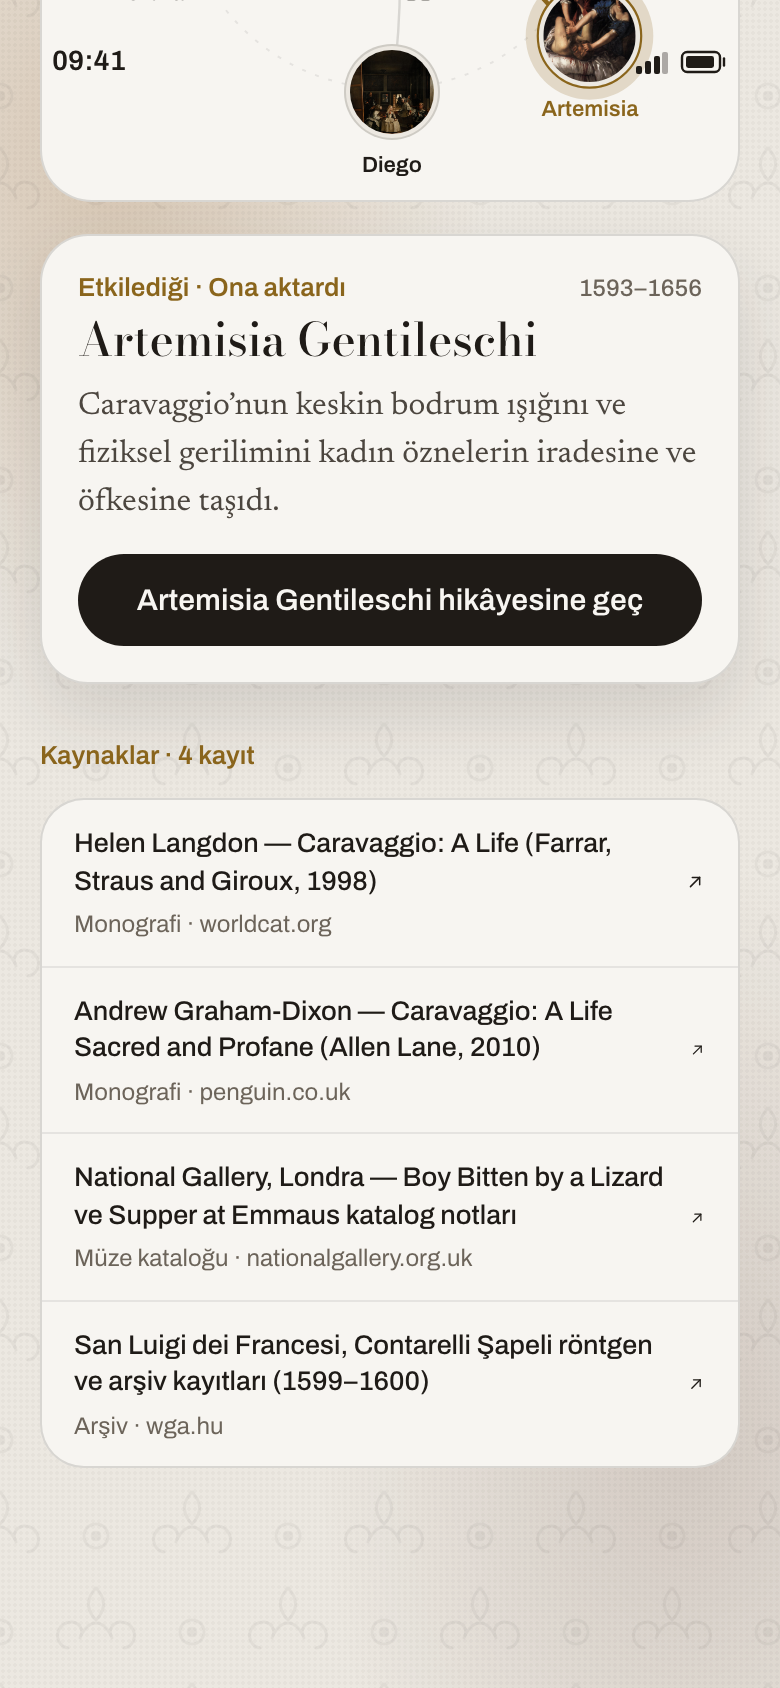 09:41
Artemisia
Diego
Etkilediği · Ona aktardı
1593–1656
Artemisia Gentileschi
Caravaggio’nun keskin bodrum ışığını ve
fiziksel gerilimini kadın öznelerin iradesine ve
öfkesine taşıdı.
Artemisia Gentileschi hikâyesine geç
Kaynaklar · 4 kayıt
Helen Langdon — Caravaggio: A Life (Farrar,
Straus and Giroux, 1998)
Monografi · worldcat.org
Andrew Graham-Dixon — Caravaggio: A Life
Sacred and Profane (Allen Lane, 2010)
Monografi · penguin.co.uk
National Gallery, Londra — Boy Bitten by a Lizard
ve Supper at Emmaus katalog notları
Müze kataloğu · nationalgallery.org.uk
San Luigi dei Francesi, Contarelli Şapeli röntgen
ve arşiv kayıtları (1599–1600)
Arşiv · wga.hu